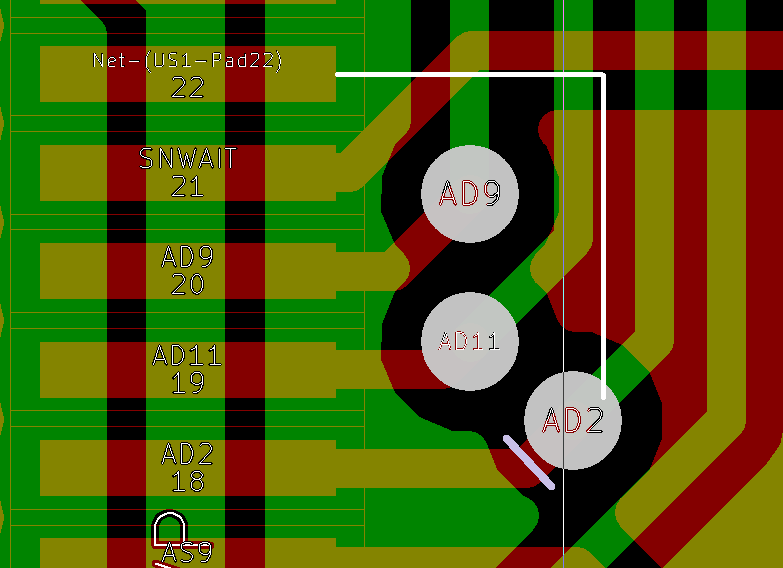 Net-(US1-Pad22)
22
SNWAIT
21
AD9
20
AD11
19
AD2
18
AS9
AD9
AD11
AD2